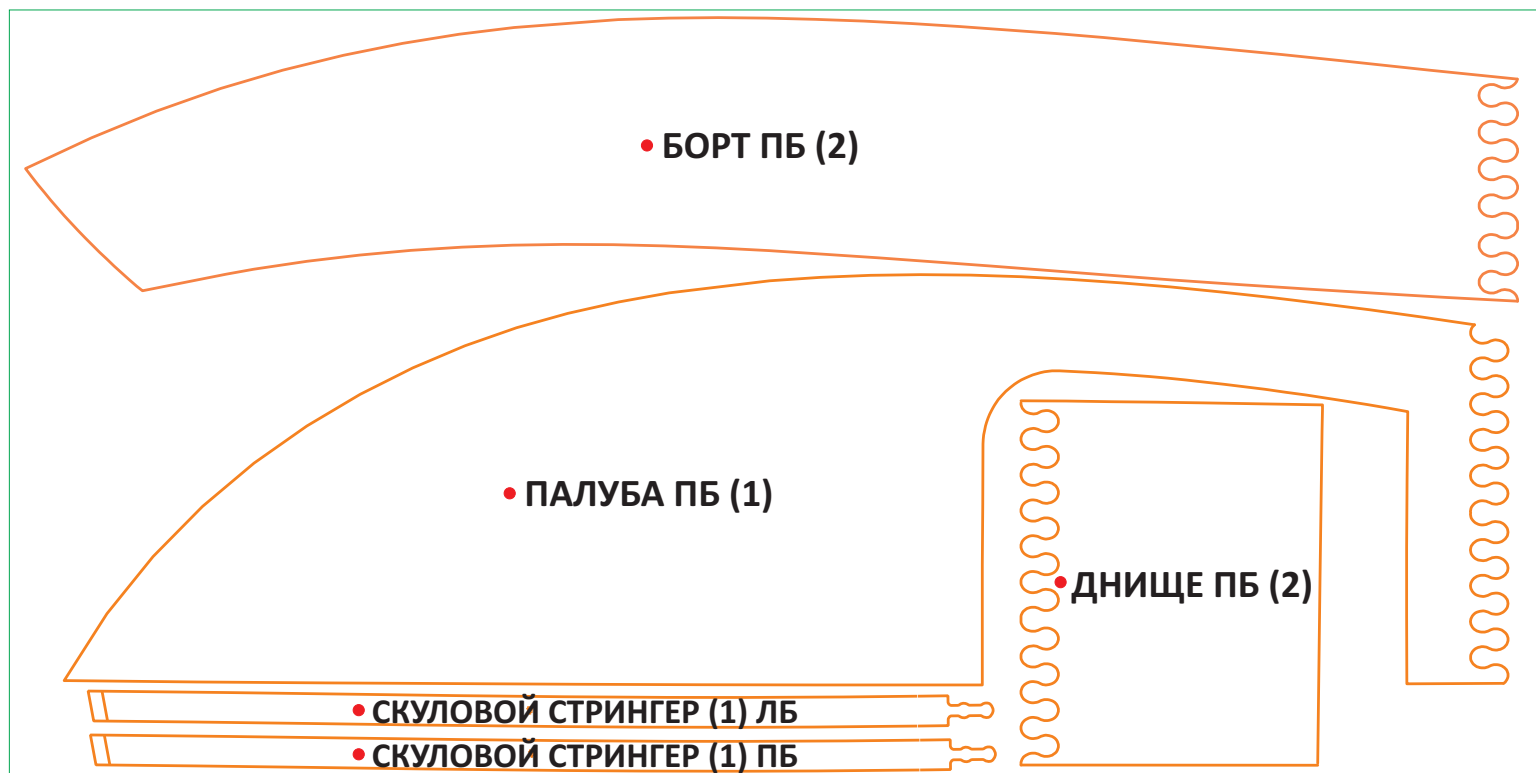 БОРТ ПБ (2)
ПАЛУБА ПБ (1)
ДНИЩЕ ПБ (2)
СКУЛОВОЙ СТРИНГЕР (1) ЛБ
СКУЛОВОЙ СТРИНГЕР (1) ПБ